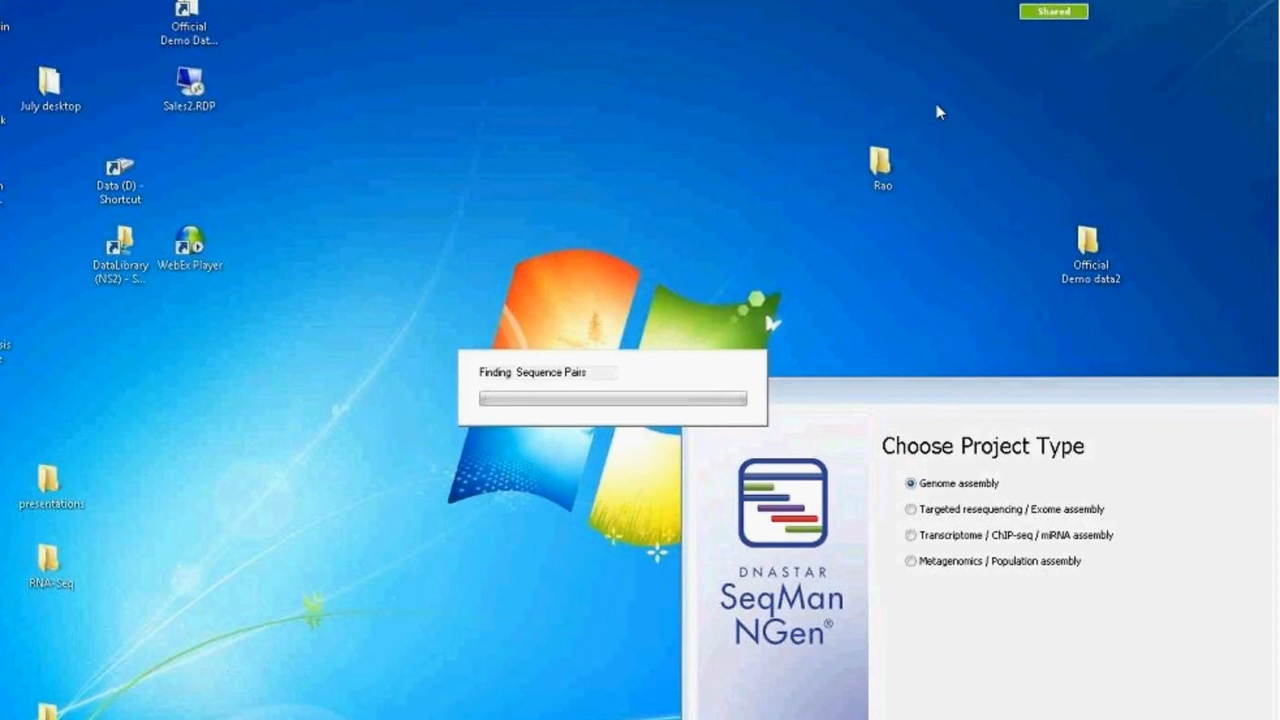 Shared
in
Official
Demo Dat...
July desktop
Sales2.RDP
k
Rao
Data (D) -
Shortcut
DataLibrary
(NS2) - S...
WebEx Player
Official
Demo data2
sis
Finding Sequence Pairs
Choose Project Type
Genome assembly
Targeted resequencing / Exome assembly
Transcriptome / ChIP-seq / miRNA assembly
Metagenomics / Population assembly
presentations
RNA-Seq
DNASTAR
SeqMan
NGen®